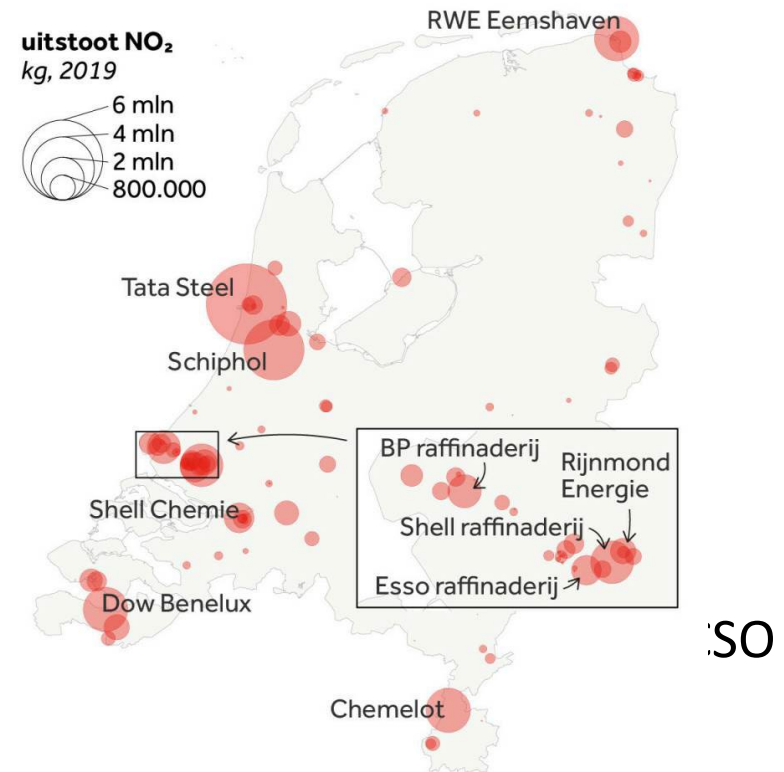 RWE Eemshaven
uitstoot NO₂
kg, 2019
6 mln
4 mln
2 mln
800.000
Tata Steel
Schiphol
BP raffinaderij
Rijnmond
Energie
Shell Chemie
Shell raffinaderij
Esso raffinaderij
Dow Benelux
SO
Chemelot